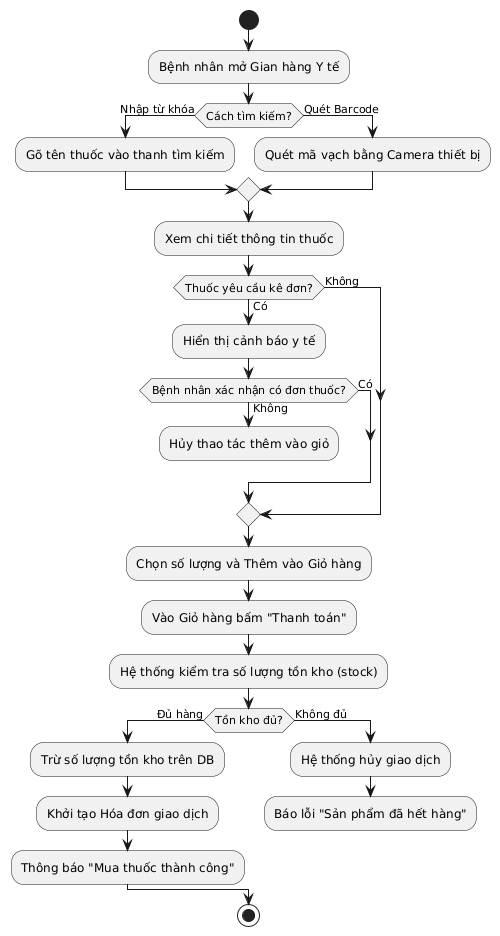 Bệnh nhân mở Gian hàng Y tế
Nhập từ khóa
Cách tìm kiếm?
Quét Barcode
Gõ tên thuốc vào thanh tìm kiếm
Quét mã vạch bằng Camera thiết bị
Xem chi tiết thông tin thuốc
Thuốc yêu cầu kê đơn?
Không
Có
Hiển thị cảnh báo y tế
Bệnh nhân xác nhận có đơn thuốc?
Có
Không
Hủy thao tác thêm vào giỏ
Chọn số lượng và Thêm vào Giỏ hàng
Vào Giỏ hàng bấm "Thanh toán"
Hệ thống kiểm tra số lượng tồn kho (stock)
Đủ hàng
Tồn kho đủ?
Không đủ
Trừ số lượng tồn kho trên DB
Hệ thống hủy giao dịch
Khởi tạo Hóa đơn giao dịch
Báo lỗi "Sản phẩm đã hết hàng"
Thông báo "Mua thuốc thành công"